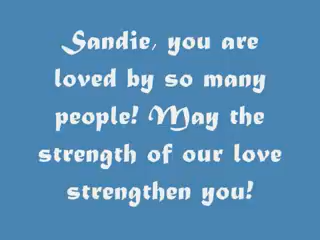 Sandie, you are
loved by so many
people! May the
strength of our love
strengthen you!